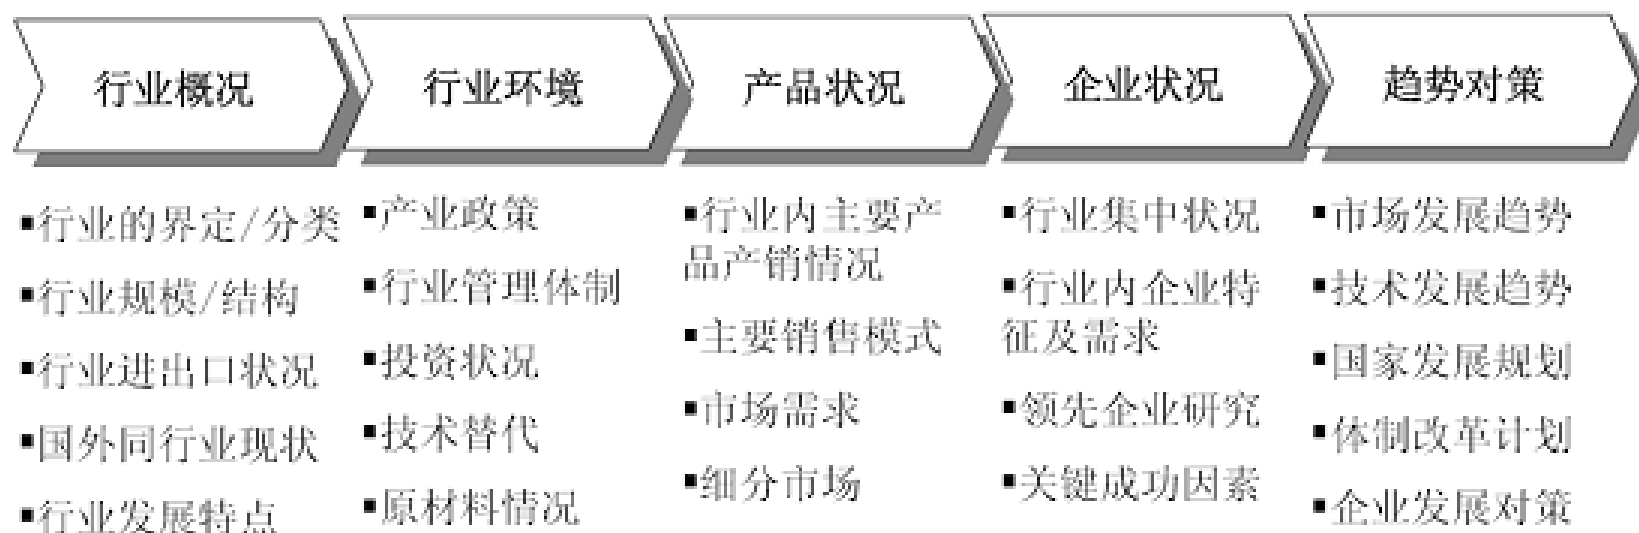 行业概况
行业环境
产品状况
企业状况
趋势对策
▪行业的界定/分类
▪行业规模/结构
▪行业进出口状况
▪国外同行业现状
▪行业发展特点
▪产业政策
▪行业管理体制
▪投资状况
▪技术替代
▪原材料情况
▪行业内主要产
品产销情况
▪主要销售模式
▪市场需求
▪细分市场
▪行业集中状况
▪行业内企业特
征及需求
▪领先企业研究
▪关键成功因素
▪市场发展趋势
▪技术发展趋势
▪国家发展规划
▪体制改革计划
▪企业发展对策